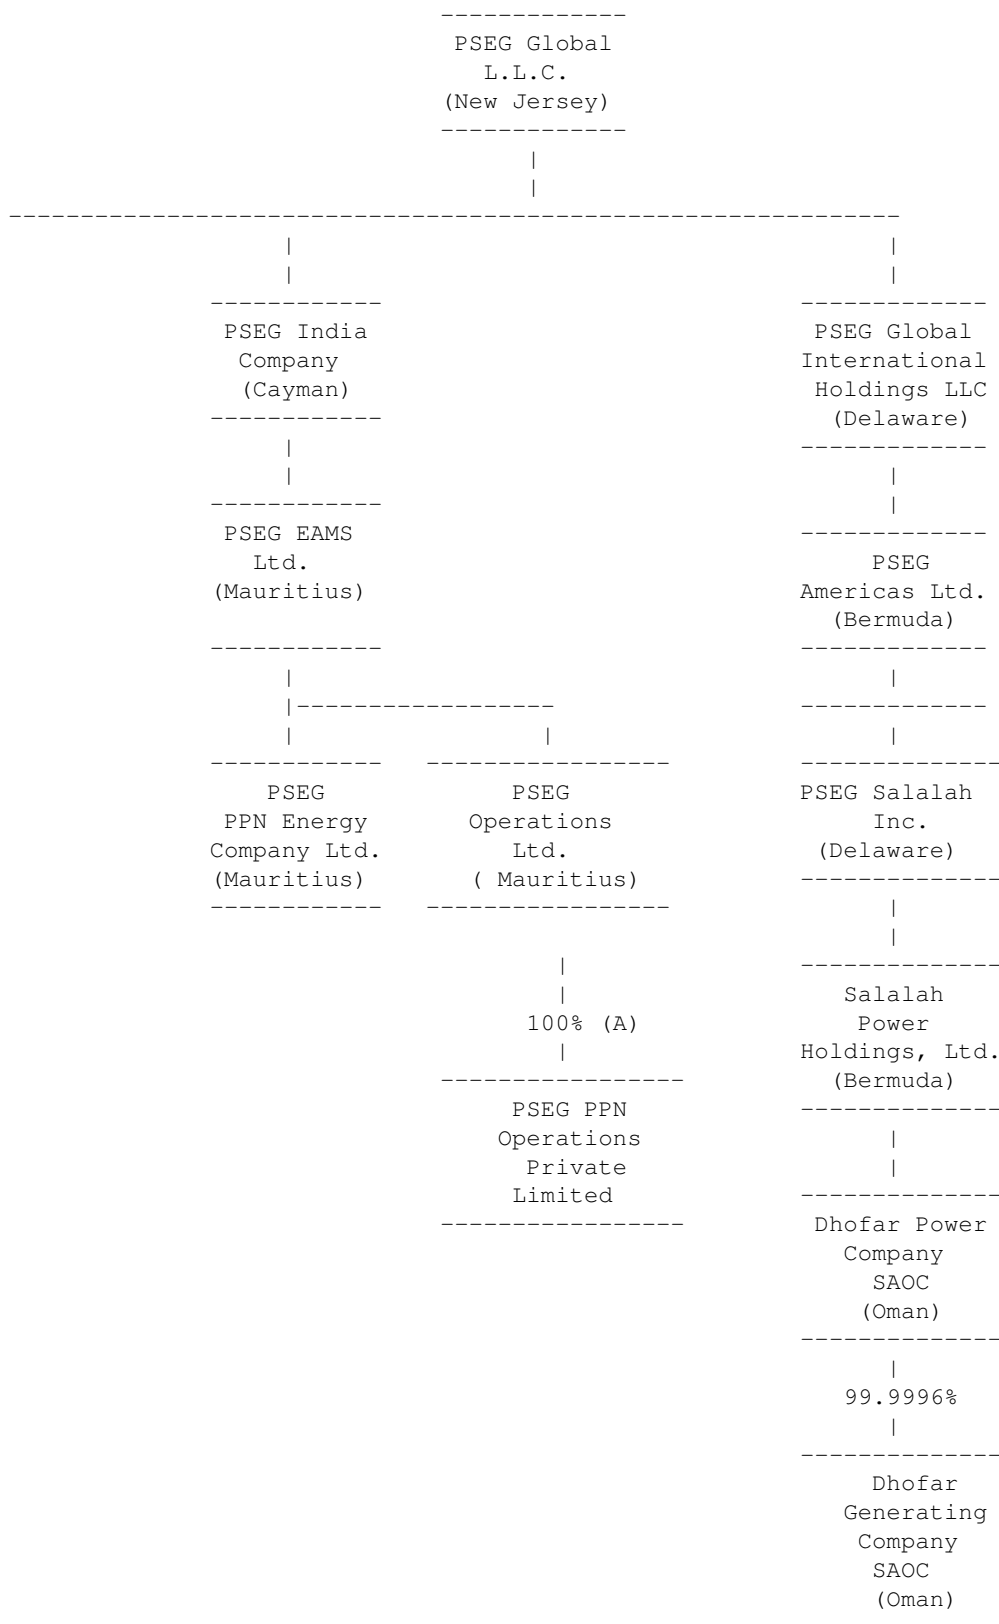 PSEG Global
L.L.C.
(New Jersey)
PSEG India
Company
(Cayman)
PSEG Global
International
Holdings LLC
(Delaware)
PSEG EAMS
Ltd.
(Mauritius)
PSEG
Americas Ltd.
(Bermuda)
PSEG
PPN Energy
Company Ltd.
(Mauritius)
PSEG
Operations
Ltd.
( Mauritius)
PSEG Salalah
Inc.
(Delaware)
100% (A)
PSEG PPN
Operations
Private
Limited
Salalah
Power
Holdings, Ltd.
(Bermuda)
Dhofar Power
Company
SAOC
(Oman)
99.9996%
Dhofar
Generating
Company
SAOC
(Oman)